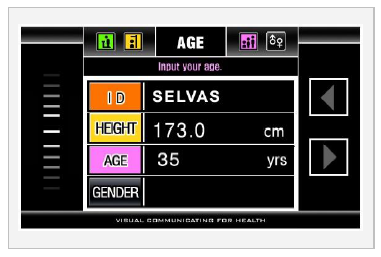 AGE
Input your age.
ID SELVAS
HEIGHT 173.0 cm
AGE 35 yrs
GENDER
VISUAL COMMUNICATING FOR HEALTH